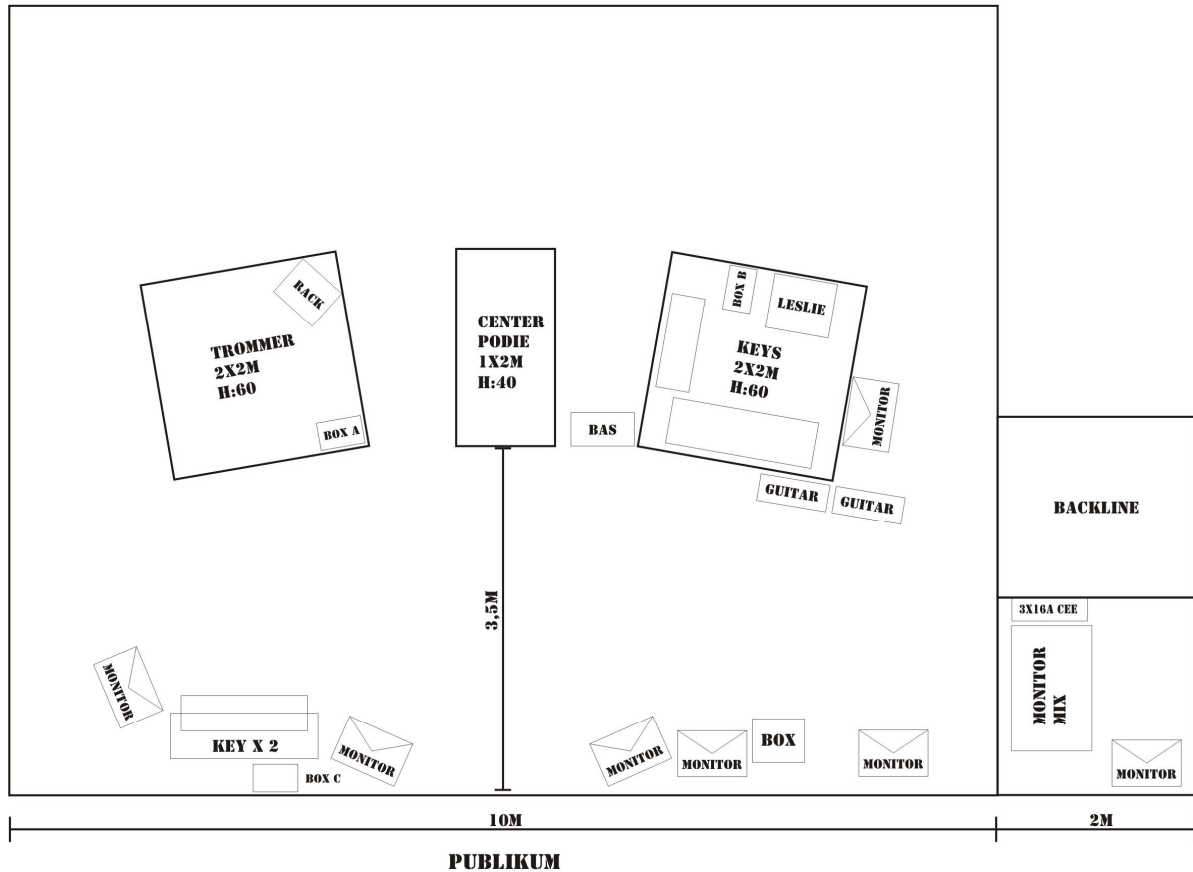 RACK
TROMMER
2X2M
H:60
BOX A
CENTER
PODIE
1X2M
H:40
BAS
BOX B
LESLIE
KEYS
2X2M
H:60
MONITOR
GUITAR
GUITAR
BACKLINE
3,5M
3X16A CEE
MONITOR
MIX
MONITOR
MONITOR
KEY X 2
BOX C
MONITOR
MONITOR
MONITOR
BOX
MONITOR
10M
2M
PUBLIKUM